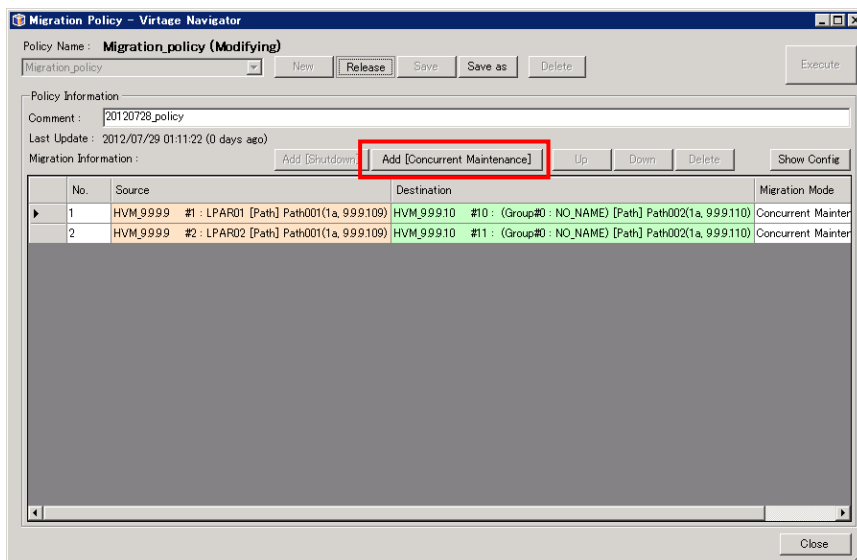 Migration Policy - Virtage Navigator
Policy Name : Migration_policy (Modifying)
Migration_policy New Release Save Save as Delete Execute
Policy Information
Comment : 20120728_policy
Last Update : 2012/07/29 01:11:22 (0 days ago)
Migration Information : Add [Shutdown] Add [Concurrent Maintenance] Up Down Delete Show Config
No. Source Destination Migration Mode
1 HVM_9.9.9.9 #1 : LPAR01 [Path] Path001(1a, 9.9.9.109) HVM_9.9.9.10 #10 : (Group#0 : NO_NAME) [Path] Path002(1a, 9.9.9.110) Concurrent Mainter
2 HVM_9.9.9.9 #2 : LPAR02 [Path] Path001(1a, 9.9.9.109) HVM_9.9.9.10 #11 : (Group#0 : NO_NAME) [Path] Path002(1a, 9.9.9.110) Concurrent Mainter
Close